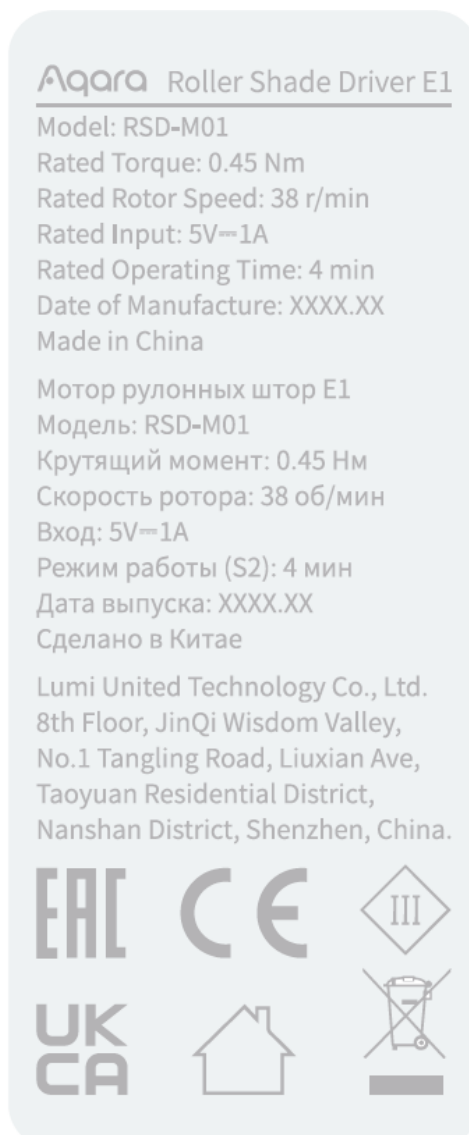 Aqara Roller Shade Driver E1
Model: RSD-M01
Rated Torque: 0.45 Nm
Rated Rotor Speed: 38 r/min
Rated Input: 5V⎓1A
Rated Operating Time: 4 min
Date of Manufacture: XXXX.XX
Made in China
Мотор рулонных штор E1
Модель: RSD-M01
Крутящий момент: 0.45 Нм
Скорость ротора: 38 об/мин
Вход: 5V⎓1A
Режим работы (S2): 4 мин
Дата выпуска: XXXX.XX
Сделано в Китае
Lumi United Technology Co., Ltd.
8th Floor, JinQi Wisdom Valley,
No.1 Tangling Road, Liuxian Ave,
Taoyuan Residential District,
Nanshan District, Shenzhen, China.
EAC CE III
UK
CA